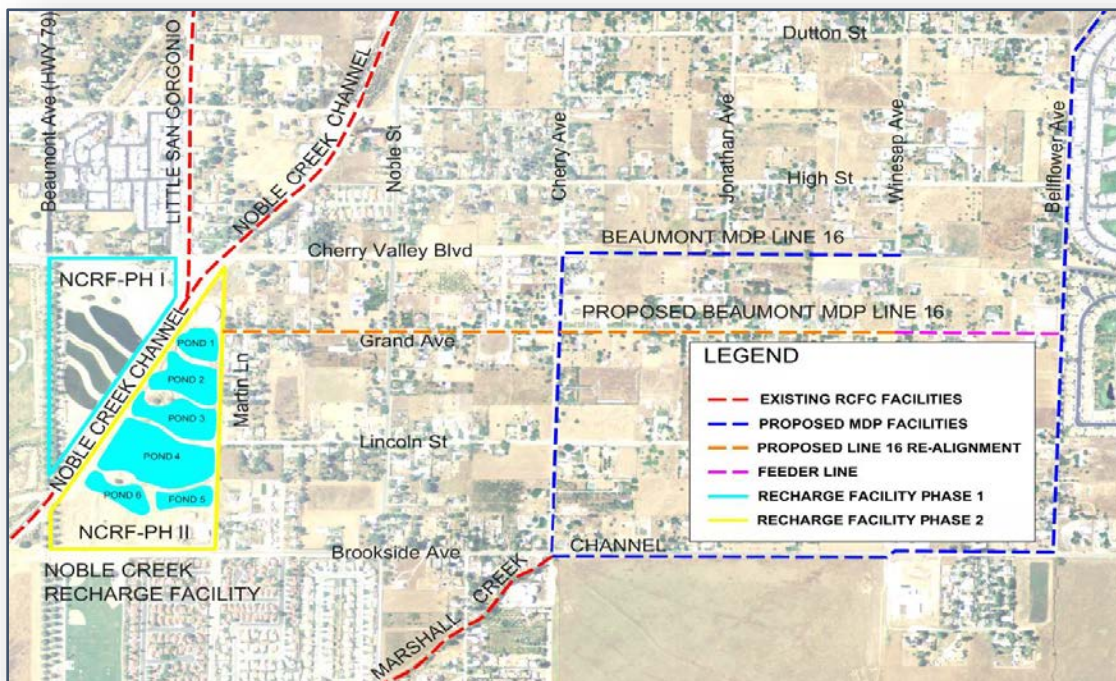 Dutton St
Beaumont Ave (HWY 79)
LITTLE SAN GORGONIO
NOBLE CREEK CHANNEL
Noble St
Cherry Ave
Jonathan Ave
Winesap Ave
Bellflower Ave
High St
Cherry Valley Blvd
BEAUMONT MDP LINE 16
NCRF-PH I
PROPOSED BEAUMONT MDP LINE 16
Grand Ave
NOBLE CREEK CHANNEL
POND 1
POND 2
POND 3
POND 4
POND 6
POND 5
Martin Ln
Lincoln St
NCRF-PH II
LEGEND
EXISTING RCFC FACILITIES
PROPOSED MDP FACILITIES
PROPOSED LINE 16 RE-ALIGNMENT
FEEDER LINE
RECHARGE FACILITY PHASE 1
RECHARGE FACILITY PHASE 2
Brookside Ave
CHANNEL
NOBLE CREEK
RECHARGE FACILITY
MARSHALL CREEK